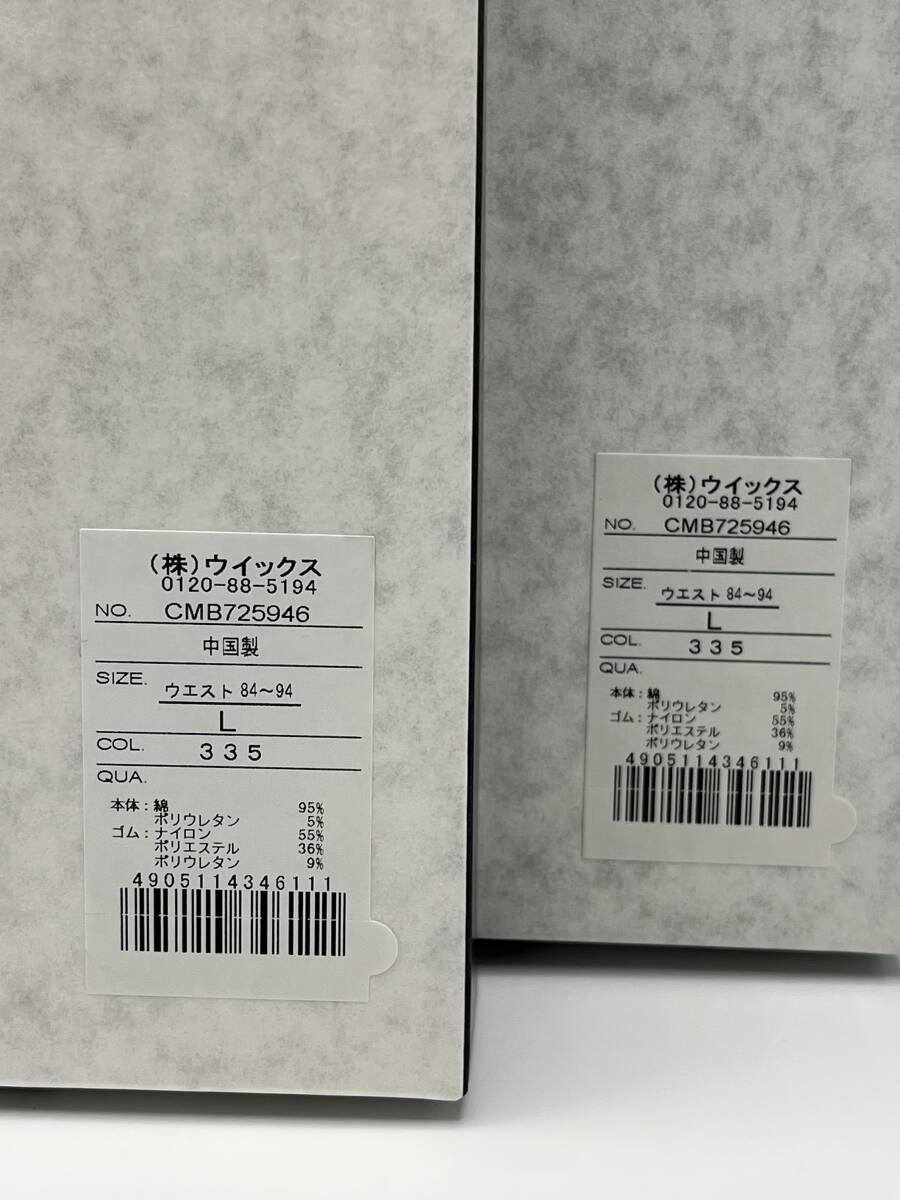 (株)ウイックス
0120-88-5194
NO. CMB725946
中国製
SIZE. ウエスト 84〜94
L
COL. 335
QUA.
本体:綿 95%
ポリウレタン 5%
ゴム:ナイロン 55%
ポリエステル 36%
ポリウレタン 9%
4905114346111
(株)ウイックス
0120-88-5194
NO. CMB725946
中国製
SIZE. ウエスト 84〜94
L
COL. 335
QUA.
本体:綿 95%
ポリウレタン 5%
ゴム:ナイロン 55%
ポリエステル 36%
ポリウレタン 9%
4905114346111